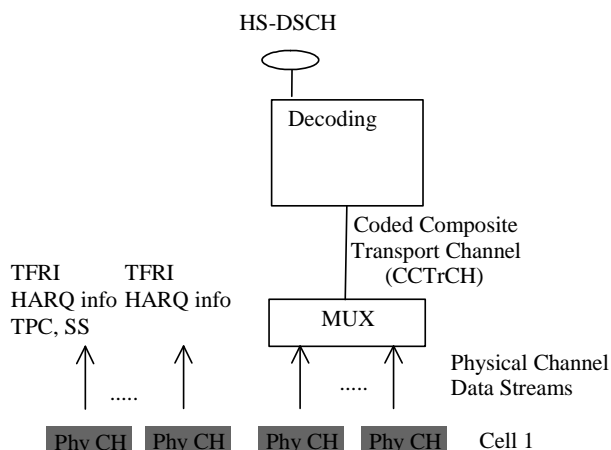 HS-DSCH
Decoding
Coded Composite
Transport Channel
(CCTrCH)
TFRI
HARQ info
TPC, SS
TFRI
HARQ info
MUX
Physical Channel
Data Streams
.....
.....
Phy CH
Phy CH
Phy CH
Phy CH
Cell 1